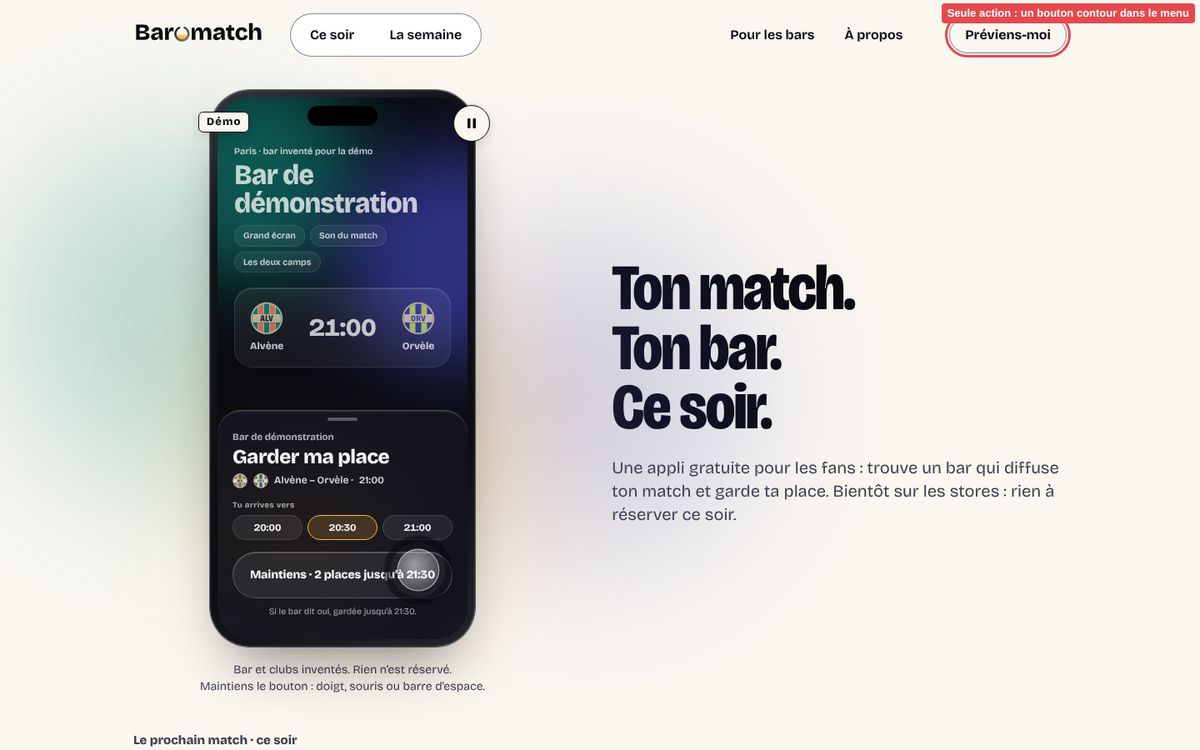 Seule action : un bouton contour dans le menu
Baromatch
Ce soir
La semaine
Pour les bars
À propos
Préviens-moi
Démo
Paris · bar inventé pour la démo
Bar de
démonstration
Grand écran
Son du match
Les deux camps
ALV
21:00
ORV
Alvène
Orvèle
Bar de démonstration
Garder ma place
Alvène – Orvèle · 21:00
Tu arrives vers
20:00
20:30
21:00
Maintiens · 2 places jusqu'à 21:30
Si le bar dit oui, gardée jusqu'à 21:30.
Bar et clubs inventés. Rien n'est réservé.
Maintiens le bouton : doigt, souris ou barre d'espace.
Ton match.
Ton bar.
Ce soir.
Une appli gratuite pour les fans : trouve un bar qui diffuse
ton match et garde ta place. Bientôt sur les stores : rien à
réserver ce soir.
Le prochain match · ce soir